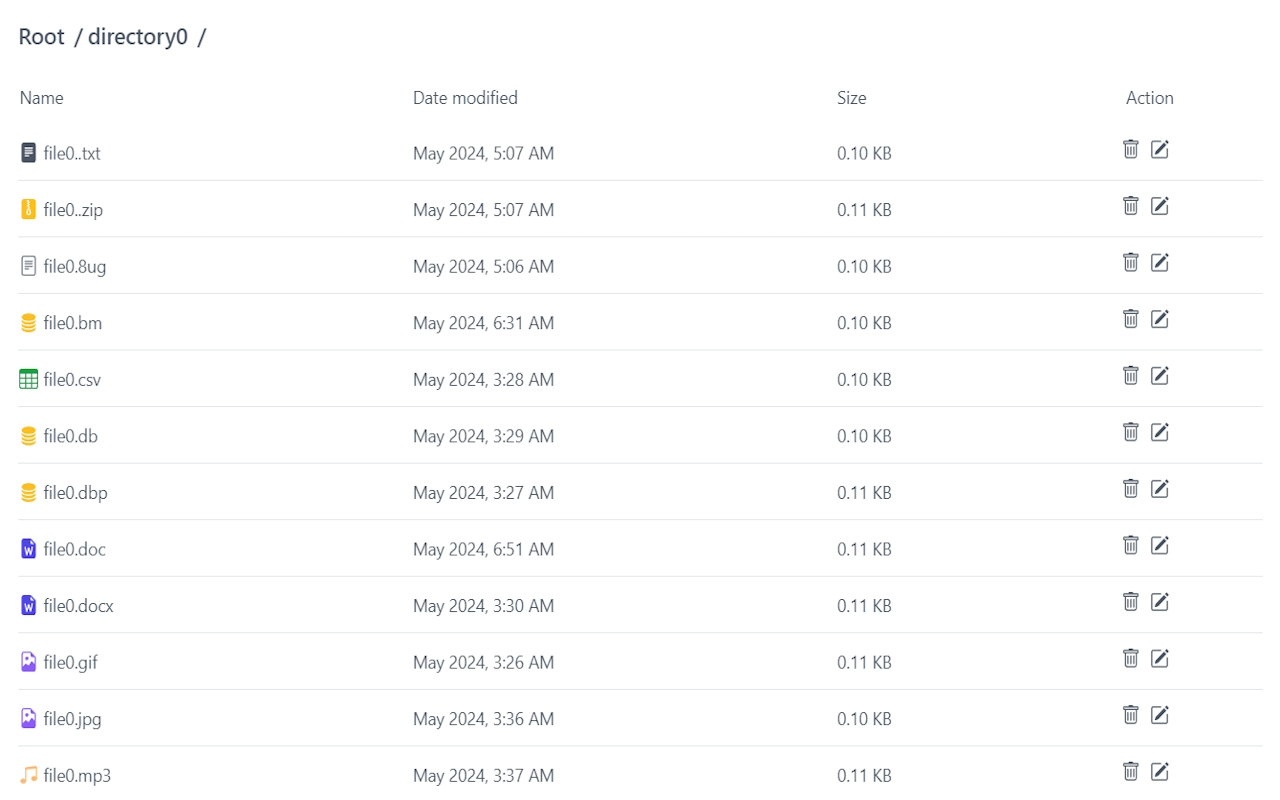 Root / directory0 /
Name Date modified Size Action
file0..txt May 2024, 5:07 AM 0.10 KB
file0..zip May 2024, 5:07 AM 0.11 KB
file0.8ug May 2024, 5:06 AM 0.10 KB
file0.bm May 2024, 6:31 AM 0.10 KB
file0.csv May 2024, 3:28 AM 0.10 KB
file0.db May 2024, 3:29 AM 0.10 KB
file0.dbp May 2024, 3:27 AM 0.11 KB
file0.doc May 2024, 6:51 AM 0.11 KB
file0.docx May 2024, 3:30 AM 0.11 KB
file0.gif May 2024, 3:26 AM 0.11 KB
file0.jpg May 2024, 3:36 AM 0.10 KB
file0.mp3 May 2024, 3:37 AM 0.11 KB